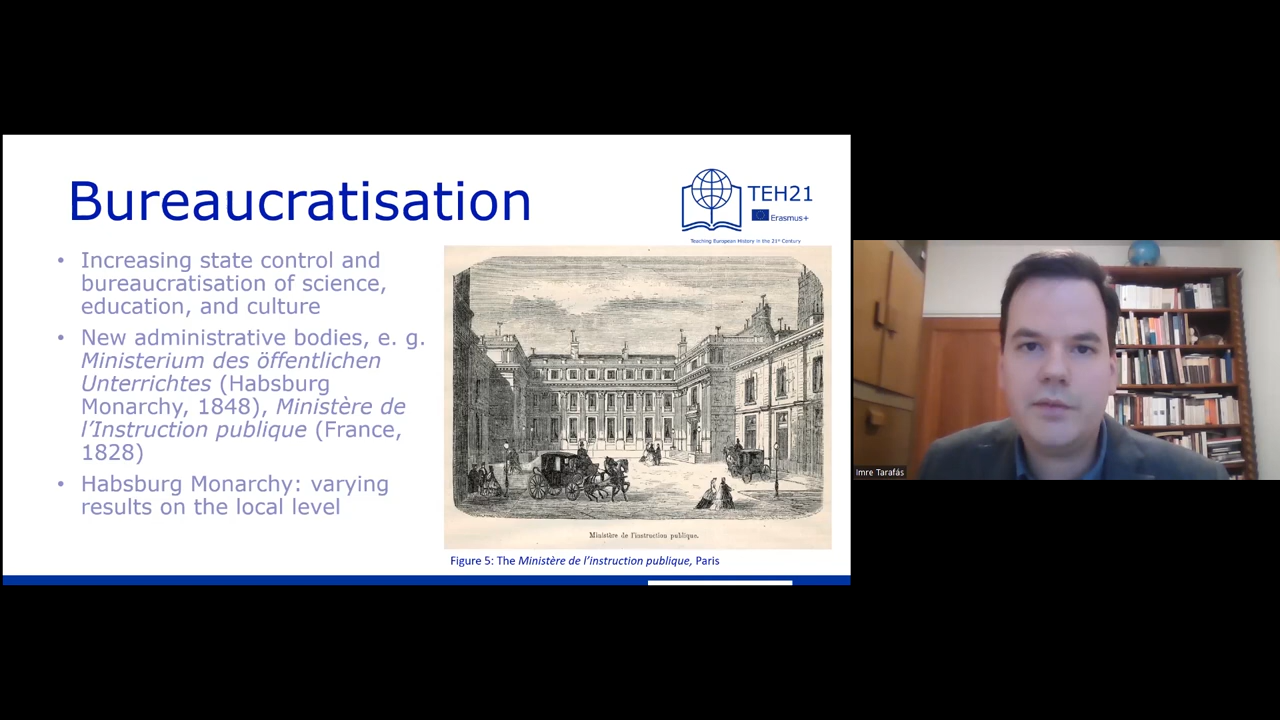 Bureaucratisation
TEH21
Erasmus+
Teaching European History in the 21st Century
• Increasing state control and
bureaucratisation of science,
education, and culture
• New administrative bodies, e. g.
Ministerium des öffentlichen
Unterrichtes (Habsburg
Monarchy, 1848), Ministère de
l’Instruction publique (France,
1828)
• Habsburg Monarchy: varying
results on the local level
Ministère de l'instruction publique.
Figure 5: The Ministère de l’instruction publique, Paris
Imre Tarafás